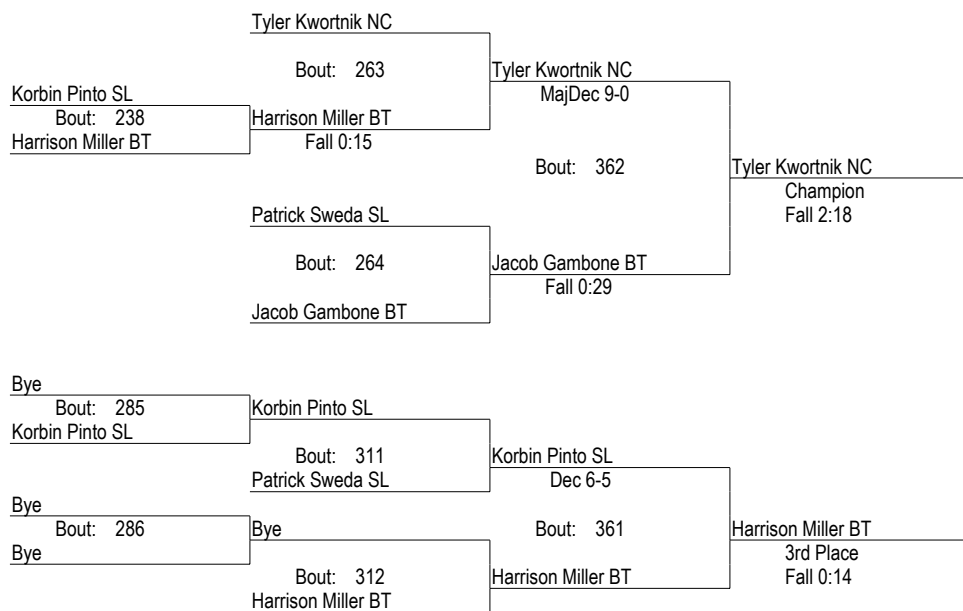 Tyler Kwortnik NC
Bout: 263
Tyler Kwortnik NC
Korbin Pinto SL
MajDec 9-0
Bout: 238
Harrison Miller BT
Harrison Miller BT
Fall 0:15
Bout: 362
Tyler Kwortnik NC
Champion
Patrick Sweda SL
Fall 2:18
Bout: 264
Jacob Gambone BT
Fall 0:29
Jacob Gambone BT
Bye
Bout: 285
Korbin Pinto SL
Korbin Pinto SL
Bout: 311
Korbin Pinto SL
Patrick Sweda SL
Dec 6-5
Bye
Bout: 286
Bye
Bout: 361
Harrison Miller BT
Bye
3rd Place
Bout: 312
Harrison Miller BT
Fall 0:14
Harrison Miller BT